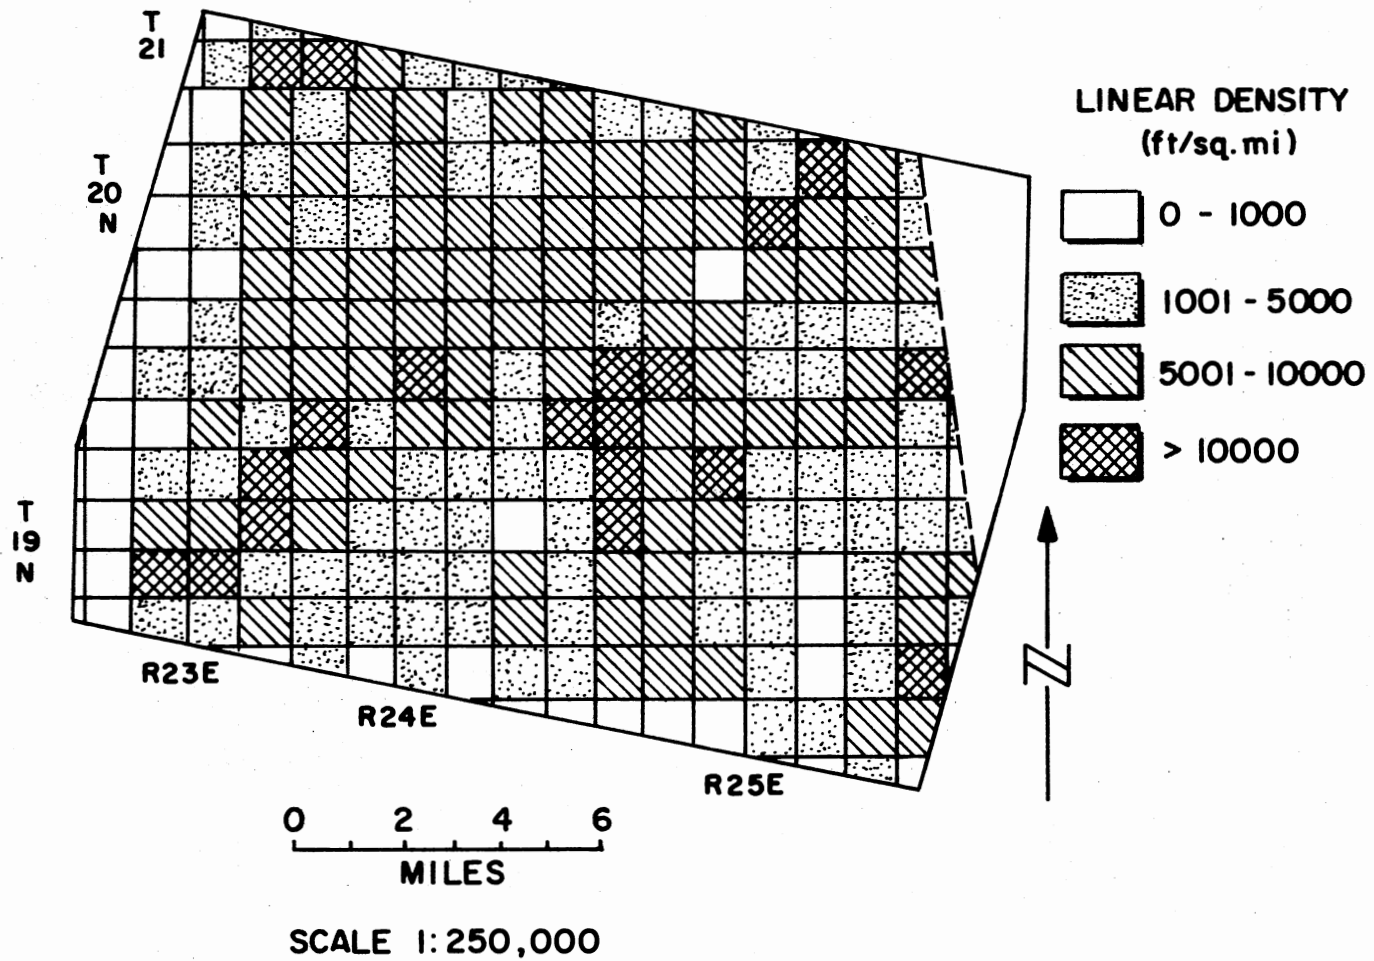 T
21
T
20
N
T
19
N
R23E
R24E
R25E
LINEAR DENSITY
(ft/sq.mi)
0 - 1000
1001 - 5000
5001 - 10000
> 10000
N
0 2 4 6
MILES
SCALE 1:250,000